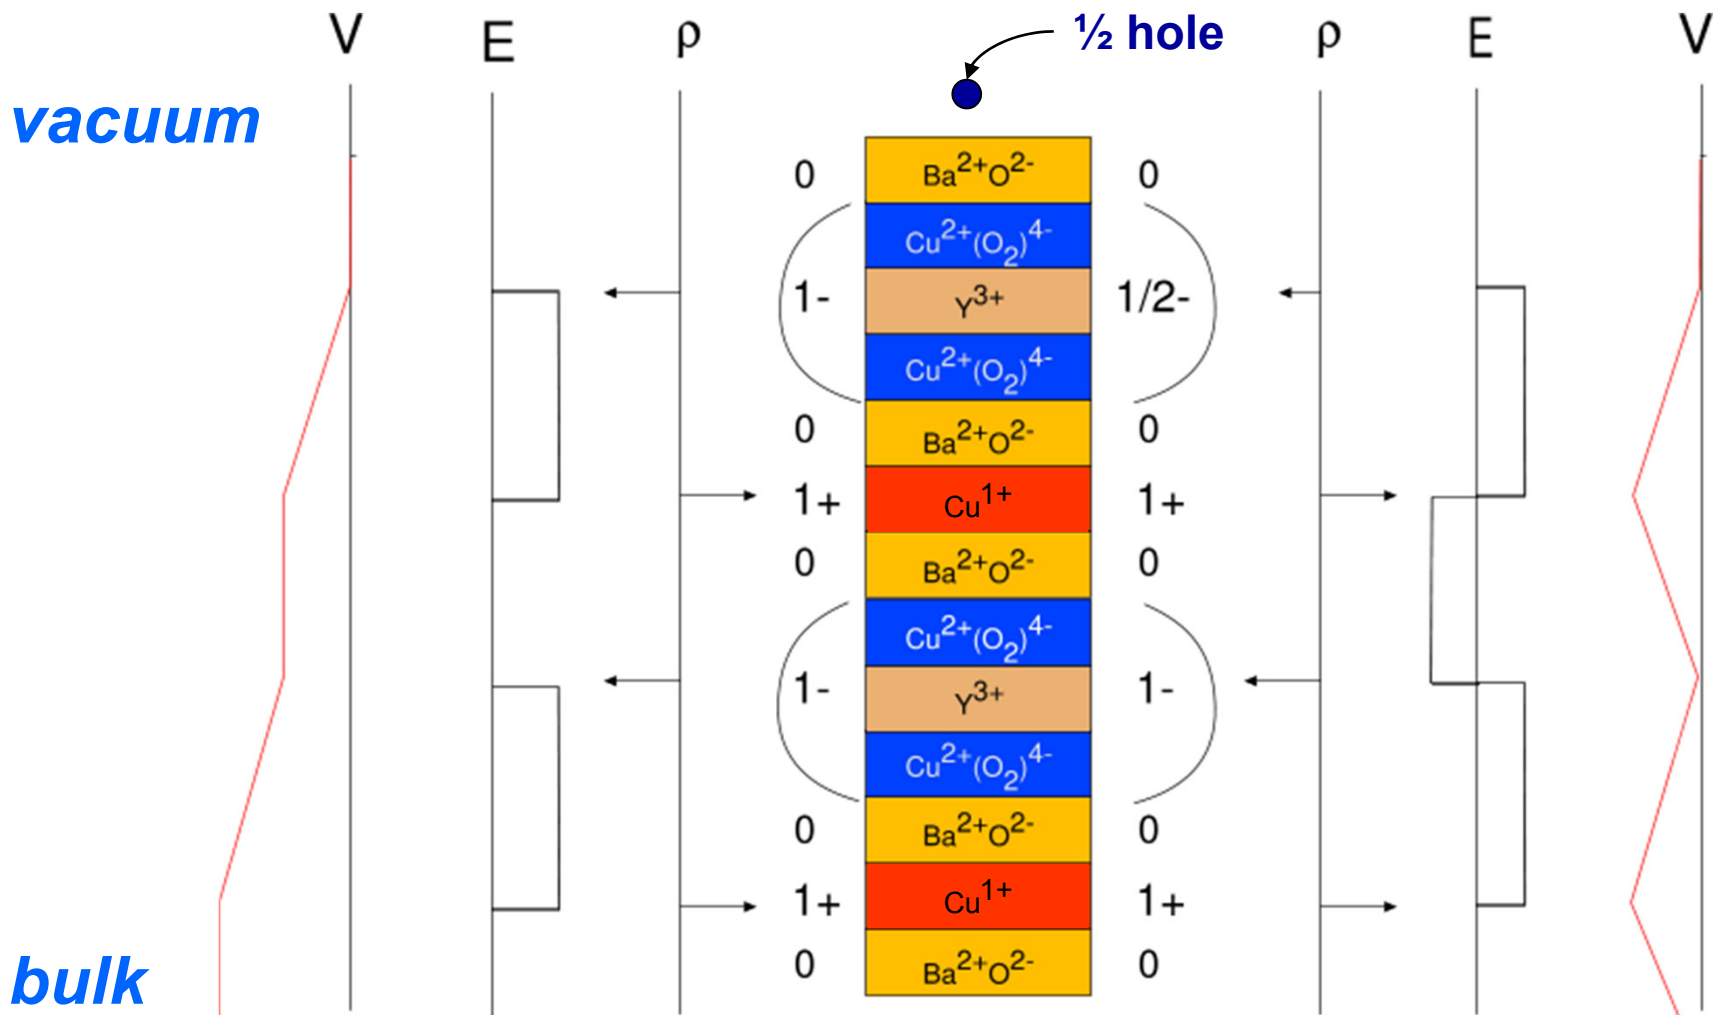 V E ρ ½ hole ρ E V
vacuum
0 Ba²⁺O²⁻ 0
Cu²⁺(O₂)⁴⁻
1- Y³⁺ 1/2-
Cu²⁺(O₂)⁴⁻
0 Ba²⁺O²⁻ 0
1+ Cu¹⁺ 1+
0 Ba²⁺O²⁻ 0
Cu²⁺(O₂)⁴⁻
1- Y³⁺ 1-
Cu²⁺(O₂)⁴⁻
0 Ba²⁺O²⁻ 0
1+ Cu¹⁺ 1+
0 Ba²⁺O²⁻ 0
bulk